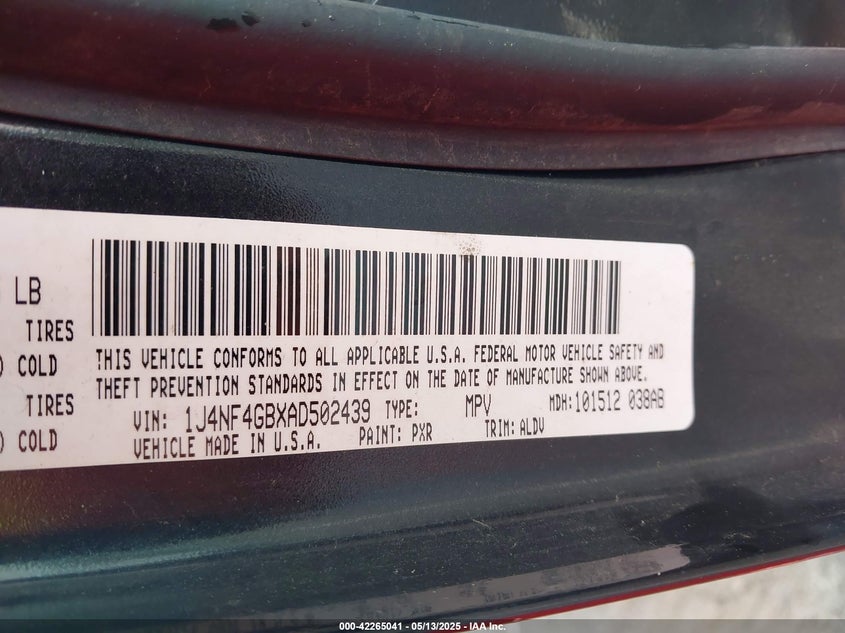 LB
TIRES
) COLD
TIRES
) COLD
THIS VEHICLE CONFORMS TO ALL APPLICABLE U.S.A. FEDERAL MOTOR VEHICLE SAFETY AND
THEFT PREVENTION STANDARDS IN EFFECT ON THE DATE OF MANUFACTURE SHOWN ABOVE.
VIN: 1J4NF4GBXAD502439 TYPE: MPV MDH: 101512 038AB
VEHICLE MADE IN U.S.A. PAINT: PXR TRIM: ALDV
000-42265041 - 05/13/2025 - IAA Inc.